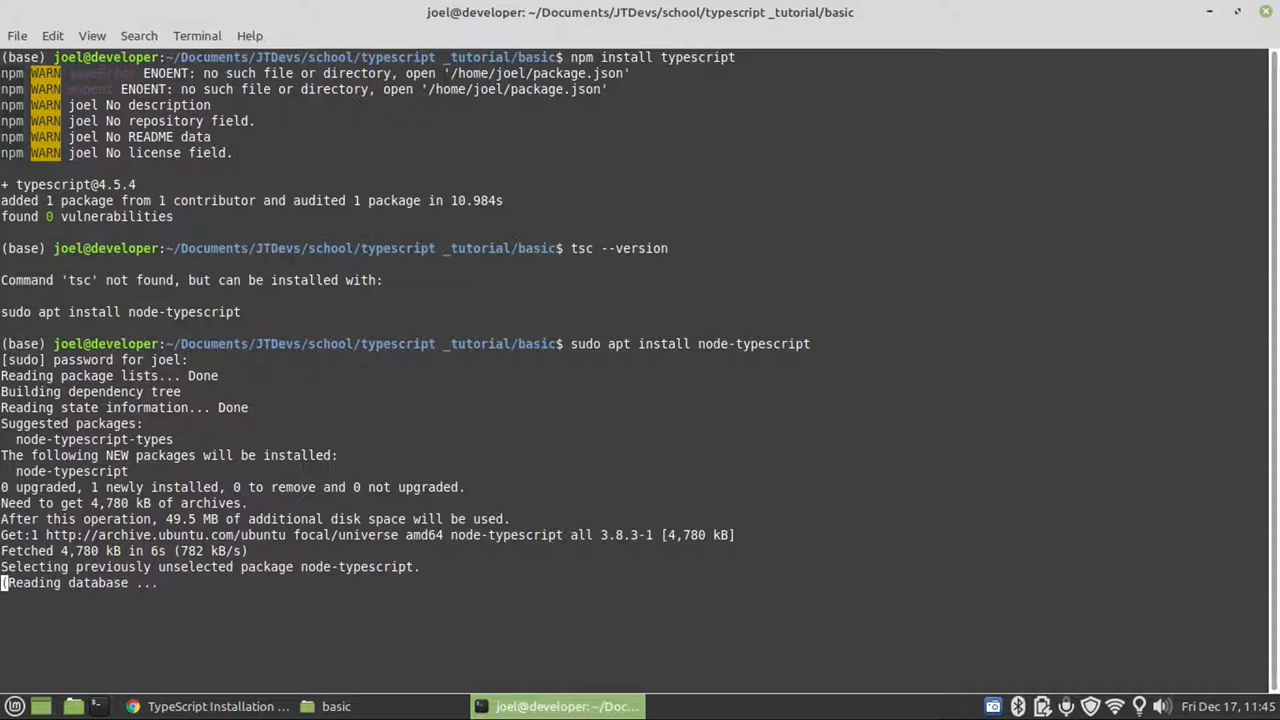 joel@developer: ~/Documents/JTDevs/school/typescript _tutorial/basic
File Edit View Search Terminal Help
(base) joel@developer:~/Documents/JTDevs/school/typescript _tutorial/basic$ npm install typescript
npm WARN saveError ENOENT: no such file or directory, open '/home/joel/package.json'
npm WARN enoent ENOENT: no such file or directory, open '/home/joel/package.json'
npm WARN joel No description
npm WARN joel No repository field.
npm WARN joel No README data
npm WARN joel No license field.
+ typescript@4.5.4
added 1 package from 1 contributor and audited 1 package in 10.984s
found 0 vulnerabilities
(base) joel@developer:~/Documents/JTDevs/school/typescript _tutorial/basic$ tsc --version
Command 'tsc' not found, but can be installed with:
sudo apt install node-typescript
(base) joel@developer:~/Documents/JTDevs/school/typescript _tutorial/basic$ sudo apt install node-typescript
[sudo] password for joel:
Reading package lists... Done
Building dependency tree
Reading state information... Done
Suggested packages:
node-typescript-types
The following NEW packages will be installed:
node-typescript
0 upgraded, 1 newly installed, 0 to remove and 0 not upgraded.
Need to get 4,780 kB of archives.
After this operation, 49.5 MB of additional disk space will be used.
Get:1 http://archive.ubuntu.com/ubuntu focal/universe amd64 node-typescript all 3.8.3-1 [4,780 kB]
Fetched 4,780 kB in 6s (782 kB/s)
Selecting previously unselected package node-typescript.
(Reading database ...
TypeScript Installation ... basic joel@developer: ~/Doc... Fri Dec 17, 11:45